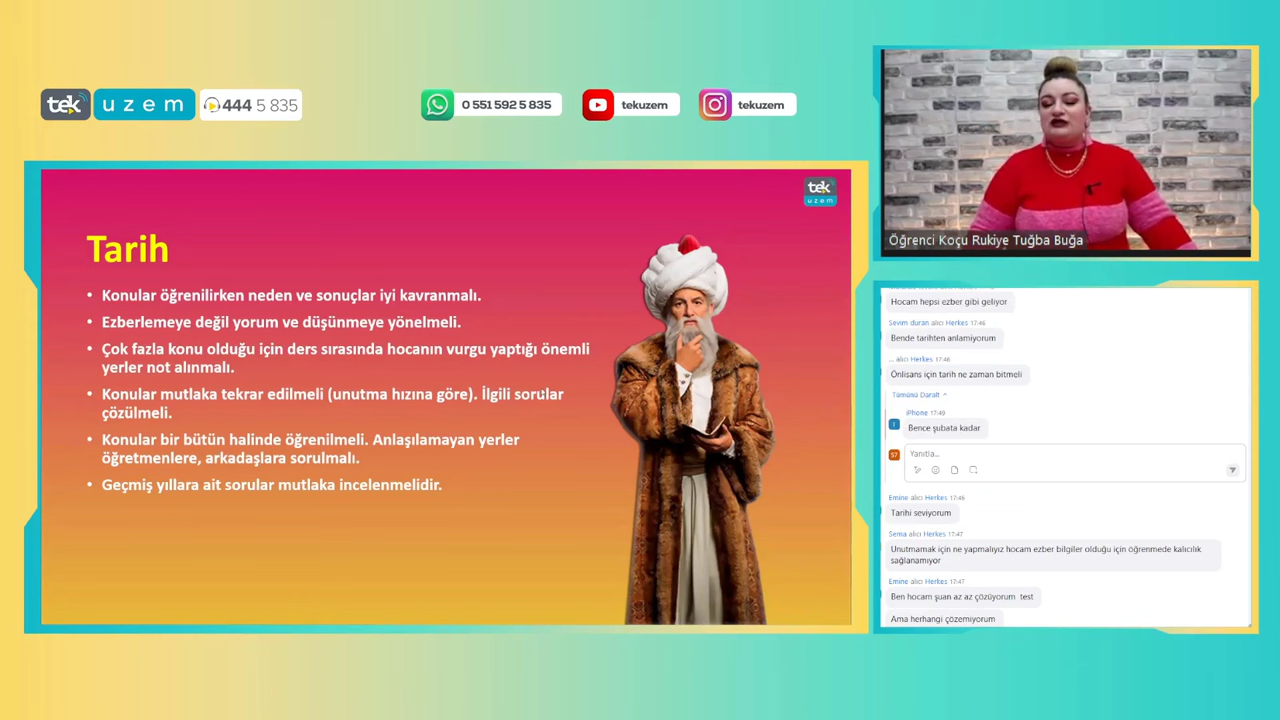 tek uzem 444 5 835
0 551 592 5 835
tekuzem
tekuzem
tek
uzem
Tarih
• Konular öğrenilirken neden ve sonuçlar iyi kavranmalı.
• Ezberlemeye değil yorum ve düşünmeye yönelmeli.
• Çok fazla konu olduğu için ders sırasında hocanın vurgu yaptığı önemli
yerler not alınmalı.
• Konular mutlaka tekrar edilmeli (unutma hızına göre). İlgili sorular
çözülmeli.
• Konular bir bütün halinde öğrenilmeli. Anlaşılamayan yerler
öğretmenlere, arkadaşlara sorulmalı.
• Geçmiş yıllara ait sorular mutlaka incelenmelidir.
Öğrenci Koçu Rukiye Tuğba Buğa
Hocam hepsi ezber gibi geliyor
Sevim duran alıcı Herkes 17:46
Bende tarihten anlamıyorum
... alıcı Herkes 17:46
Önlisans için tarih ne zaman bitmeli
Tümünü Daralt
iPhone 17:49
Bence şubata kadar
Yanıtla...
Emine alıcı Herkes 17:46
Tarihi seviyorum
Sema alıcı Herkes 17:47
Unutmamak için ne yapmalıyız hocam ezber bilgiler olduğu için öğrenmede kalıcılık
sağlanamıyor
Emine alıcı Herkes 17:47
Ben hocam şuan az az çözüyorum test
Ama herhangi çözemiyorum